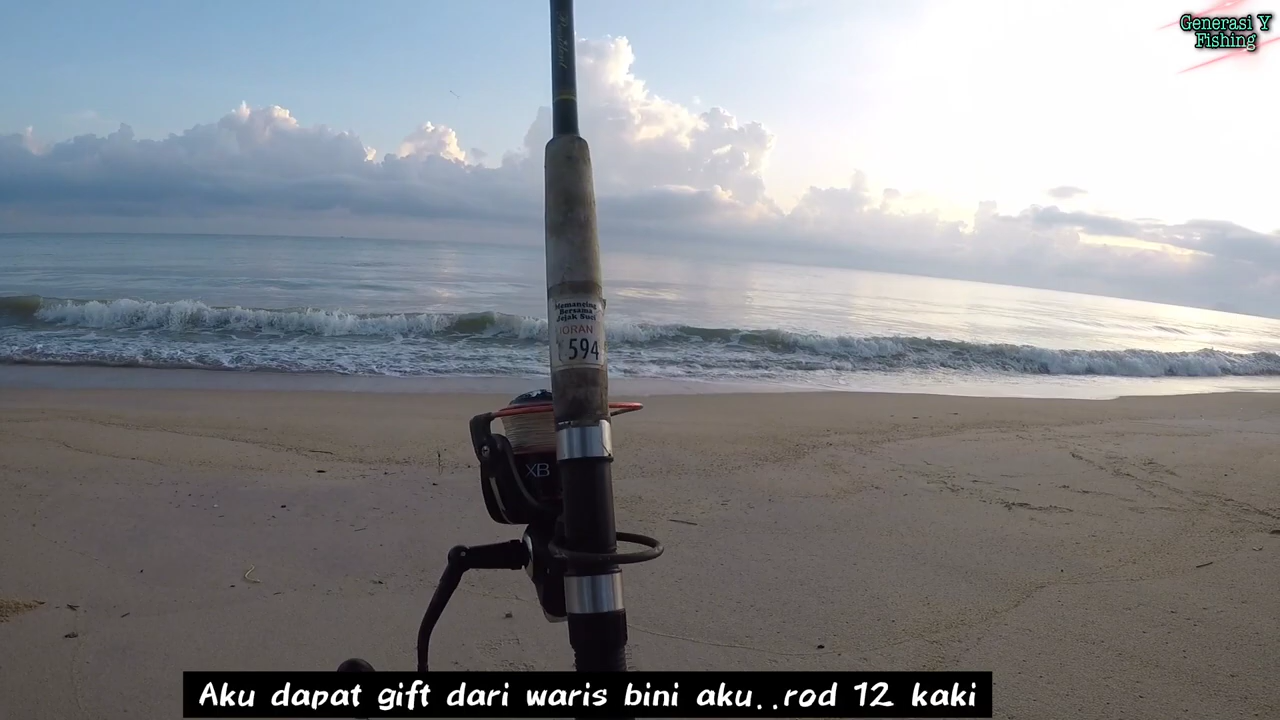 Generasi Y
Fishing
Memancing
Bersama
Jejak Suci
JORAN
594
XB
Aku dapat gift dari waris bini aku..rod 12 kaki